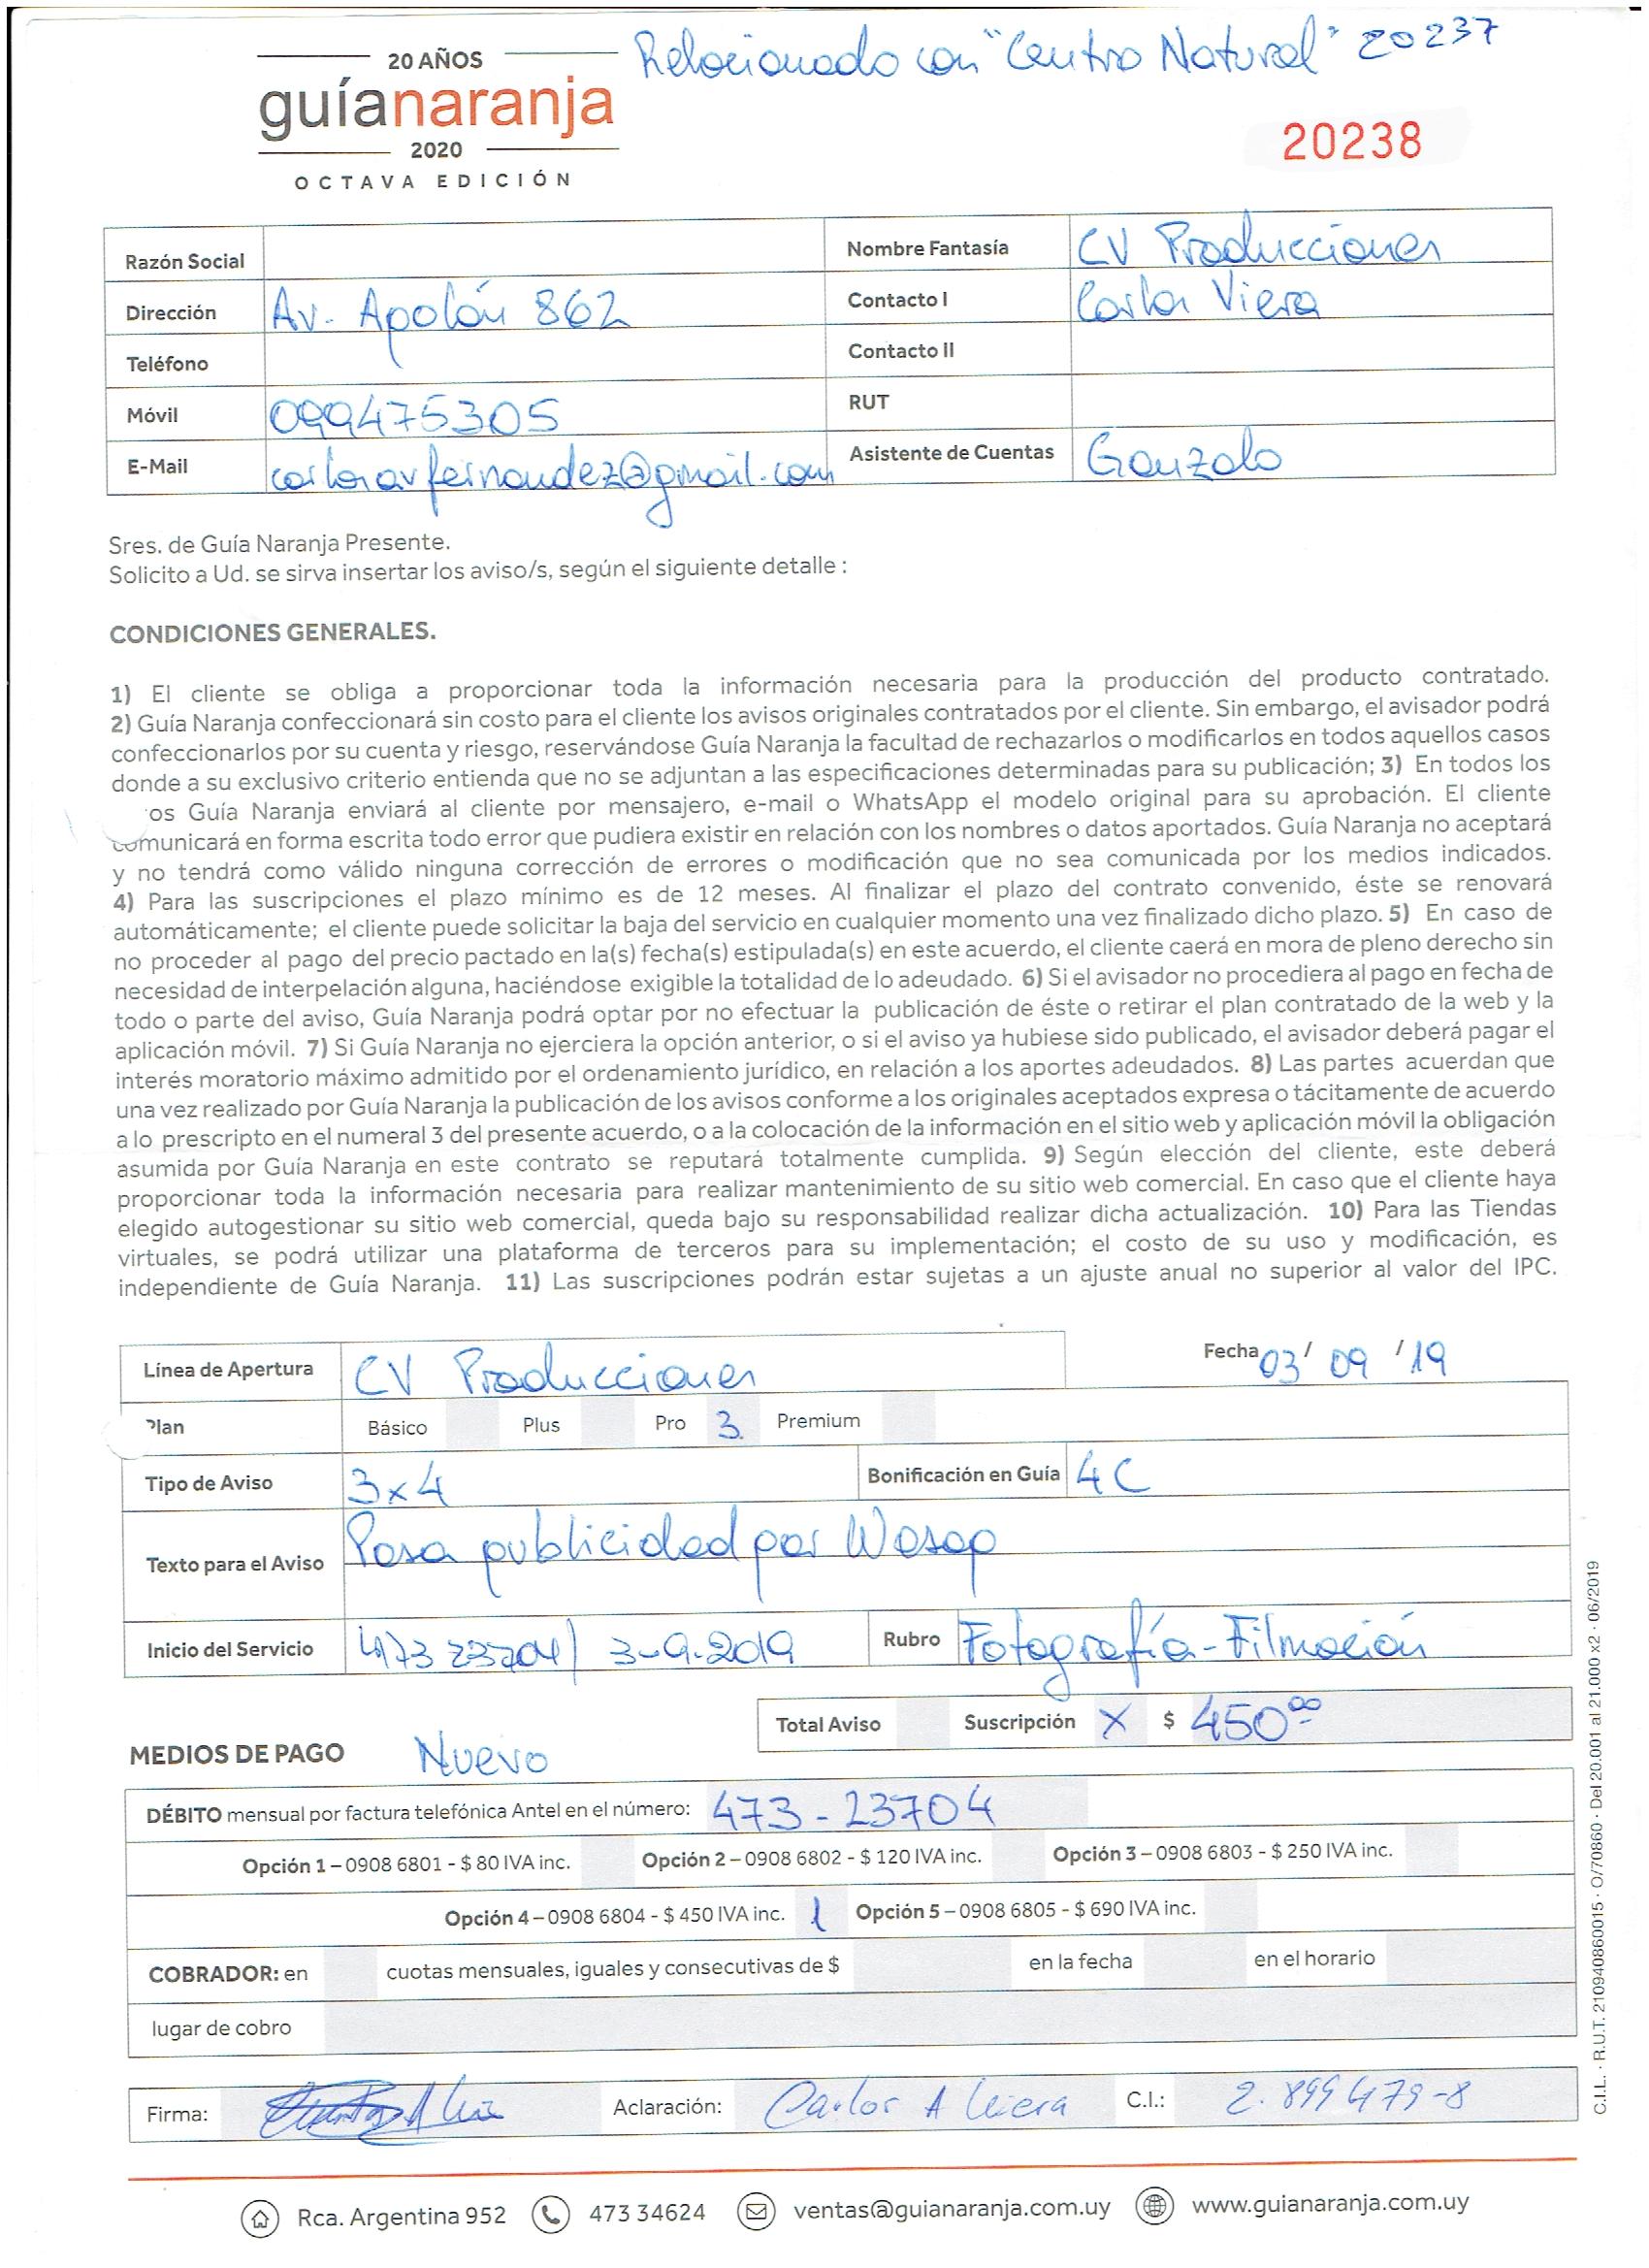 Relacionado con "Centro Natural" 20237
20 AÑOS
guíanaranja
2020
OCTAVA EDICIÓN
20238
Razón Social
Nombre Fantasía CV Producciones
Dirección Av. Apolón 862
Contacto I Carlos Viera
Teléfono
Contacto II
Móvil 099475305
RUT
E-Mail carlosavfernandez@gmail.com
Asistente de Cuentas Gonzalo
Sres. de Guía Naranja Presente.
Solicito a Ud. se sirva insertar los aviso/s, según el siguiente detalle :
CONDICIONES GENERALES.
1) El cliente se obliga a proporcionar toda la información necesaria para la producción del producto contratado.
2) Guía Naranja confeccionará sin costo para el cliente los avisos originales contratados por el cliente. Sin embargo, el avisador podrá
confeccionarlos por su cuenta y riesgo, reservándose Guía Naranja la facultad de rechazarlos o modificarlos en todos aquellos casos
donde a su exclusivo criterio entienda que no se adjuntan a las especificaciones determinadas para su publicación; 3) En todos los
os Guía Naranja enviará al cliente por mensajero, e-mail o WhatsApp el modelo original para su aprobación. El cliente
comunicará en forma escrita todo error que pudiera existir en relación con los nombres o datos aportados. Guía Naranja no aceptará
y no tendrá como válido ninguna corrección de errores o modificación que no sea comunicada por los medios indicados.
4) Para las suscripciones el plazo mínimo es de 12 meses. Al finalizar el plazo del contrato convenido, éste se renovará
automáticamente; el cliente puede solicitar la baja del servicio en cualquier momento una vez finalizado dicho plazo. 5) En caso de
no proceder al pago del precio pactado en la(s) fecha(s) estipulada(s) en este acuerdo, el cliente caerá en mora de pleno derecho sin
necesidad de interpelación alguna, haciéndose exigible la totalidad de lo adeudado. 6) Si el avisador no procediera al pago en fecha de
todo o parte del aviso, Guía Naranja podrá optar por no efectuar la publicación de éste o retirar el plan contratado de la web y la
aplicación móvil. 7) Si Guía Naranja no ejerciera la opción anterior, o si el aviso ya hubiese sido publicado, el avisador deberá pagar el
interés moratorio máximo admitido por el ordenamiento jurídico, en relación a los aportes adeudados. 8) Las partes acuerdan que
una vez realizado por Guía Naranja la publicación de los avisos conforme a los originales aceptados expresa o tácitamente de acuerdo
a lo prescripto en el numeral 3 del presente acuerdo, o a la colocación de la información en el sitio web y aplicación móvil la obligación
asumida por Guía Naranja en este contrato se reputará totalmente cumplida. 9) Según elección del cliente, este deberá
proporcionar toda la información necesaria para realizar mantenimiento de su sitio web comercial. En caso que el cliente haya
elegido autogestionar su sitio web comercial, queda bajo su responsabilidad realizar dicha actualización. 10) Para las Tiendas
virtuales, se podrá utilizar una plataforma de terceros para su implementación; el costo de su uso y modificación, es
independiente de Guía Naranja. 11) Las suscripciones podrán estar sujetas a un ajuste anual no superior al valor del IPC.
Línea de Apertura CV Producciones
Fecha 03/ 09 /19
Plan Básico Plus Pro 3 Premium
Tipo de Aviso 3x4
Bonificación en Guía 4C
Texto para el Aviso Pasa publicidad por Wasap
Inicio del Servicio 473 23704/ 3-9-2019
Rubro Fotografía-Filmación
Total Aviso Suscripción X $ 450⁰⁰
MEDIOS DE PAGO Nuevo
DÉBITO mensual por factura telefónica Antel en el número: 473-23704
Opción 1 – 0908 6801 - $ 80 IVA inc. Opción 2 – 0908 6802 - $ 120 IVA inc. Opción 3 – 0908 6803 - $ 250 IVA inc.
Opción 4 – 0908 6804 - $ 450 IVA inc. 1 Opción 5 – 0908 6805 - $ 690 IVA inc.
COBRADOR: en cuotas mensuales, iguales y consecutivas de $ en la fecha en el horario
lugar de cobro
Firma: Aclaración: Carlos A Viera C.I.: 2.899479-8
Rca. Argentina 952 473 34624 ventas@guianaranja.com.uy www.guianaranja.com.uy
C.I.L. · R.U.T. 210940860015 · O/70860 · Del 20.001 al 21.000 x2 · 06/2019